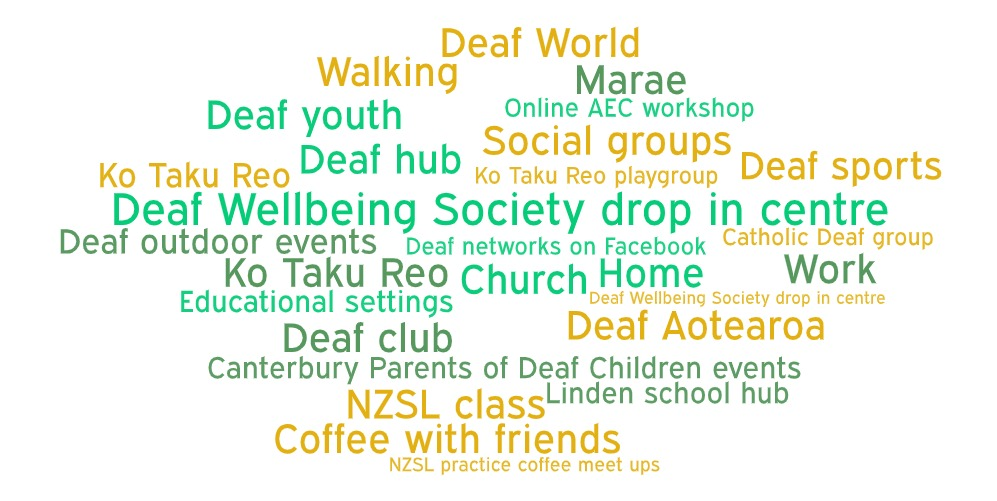 Deaf World
Walking
Marae
Deaf youth
Online AEC workshop
Social groups
Deaf hub
Deaf sports
Ko Taku Reo
Ko Taku Reo playgroup
Deaf Wellbeing Society drop in centre
Deaf outdoor events
Deaf networks on Facebook
Catholic Deaf group
Ko Taku Reo
Church
Home
Work
Educational settings
Deaf Wellbeing Society drop in centre
Deaf club
Deaf Aotearoa
Canterbury Parents of Deaf Children events
Linden school hub
NZSL class
Coffee with friends
NZSL practice coffee meet ups